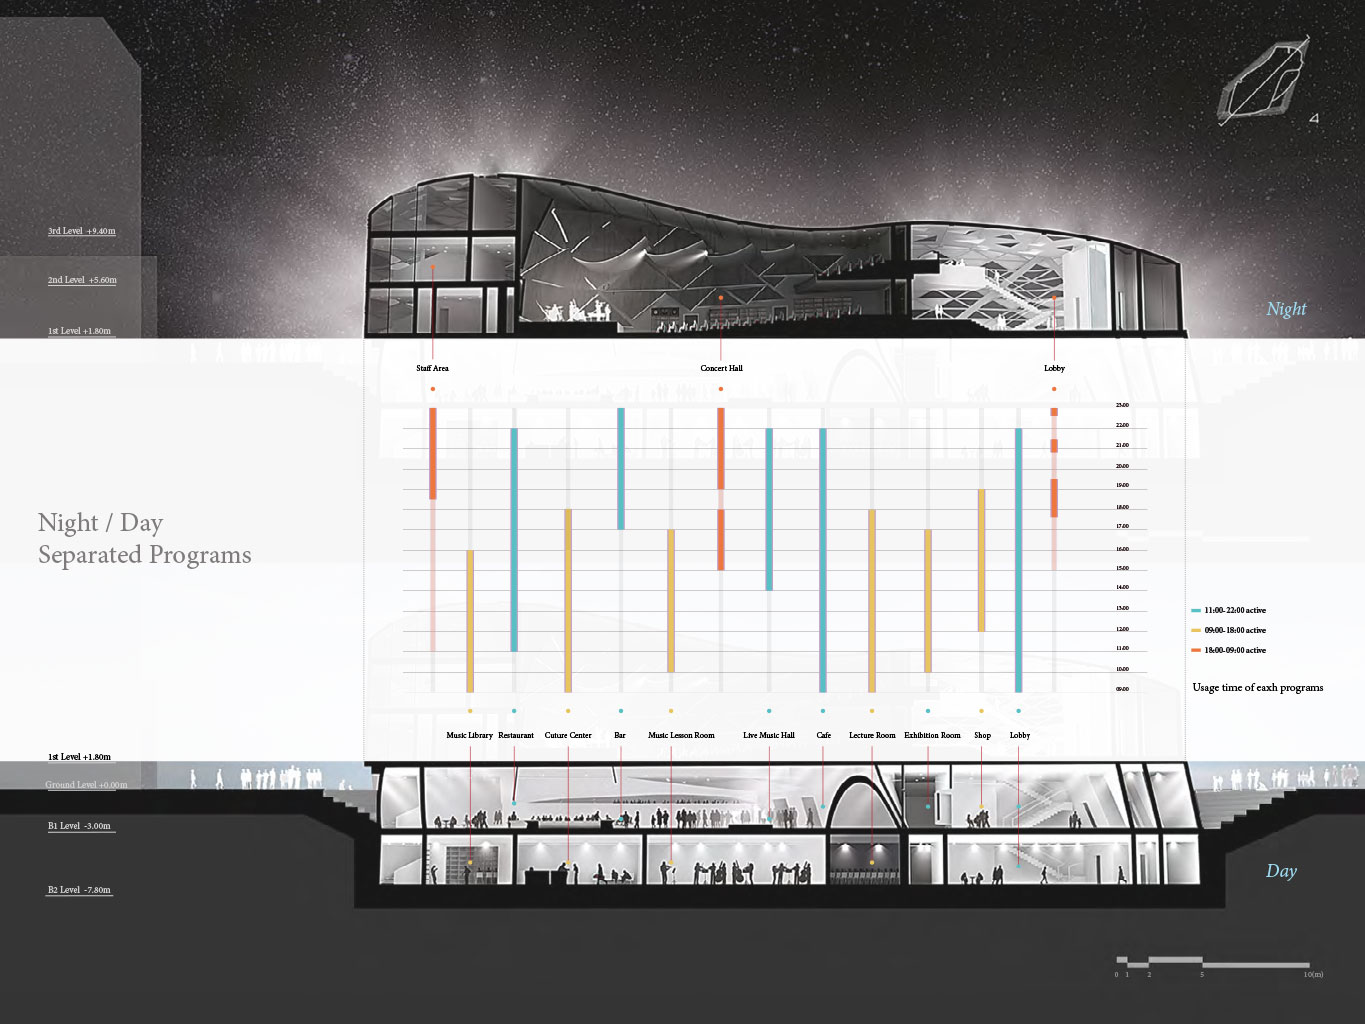 3rd Level +9.40m
2nd Level +5.60m
1st Level +1.80m
Night
Staff Area
Concert Hall
Lobby
23:00
22:00
21:00
20:00
19:00
18:00
17:00
16:00
15:00
14:00
13:00
12:00
11:00
10:00
09:00
Night / Day
Separated Programs
11:00-22:00 active
09:00-18:00 active
18:00-09:00 active
Usage time of eaxh programs
Music Library
Restaurant
Cuture Center
Bar
Music Lesson Room
Live Music Hall
Cafe
Lecture Room
Exhibition Room
Shop
Lobby
1st Level +1.80m
Ground Level +0.00m
B1 Level -3.00m
B2 Level -7.80m
Day
0 1 2 5 10(m)